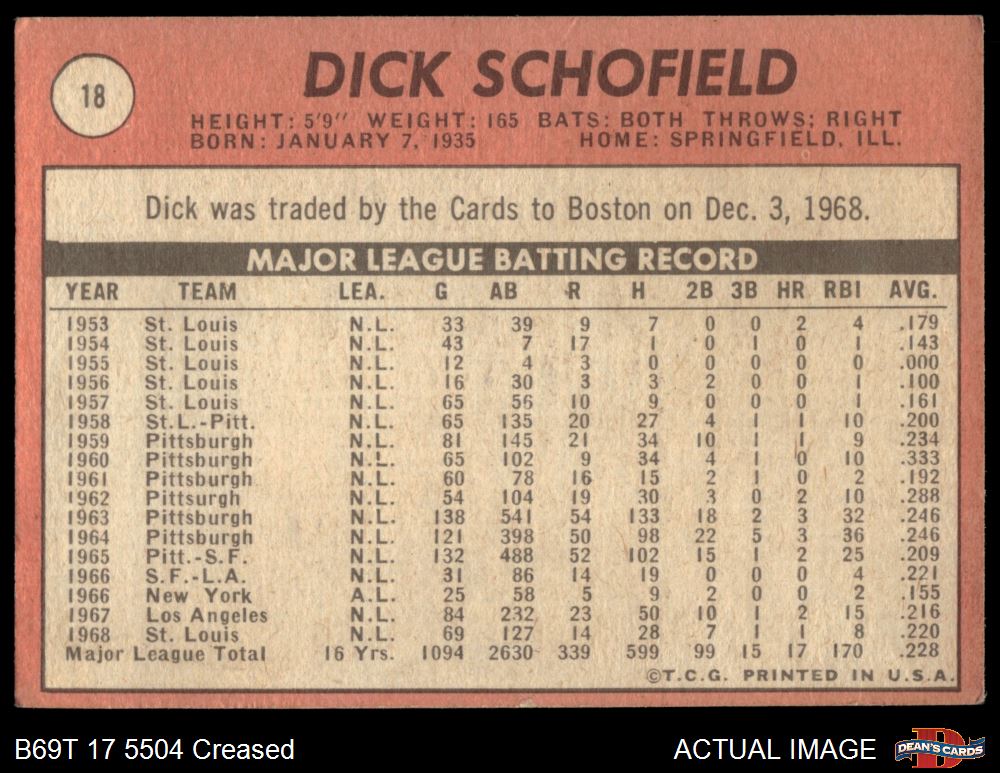 18
DICK SCHOFIELD
HEIGHT: 5'9" WEIGHT: 165 BATS: BOTH THROWS: RIGHT
BORN: JANUARY 7, 1935 HOME: SPRINGFIELD, ILL.
Dick was traded by the Cards to Boston on Dec. 3, 1968.
MAJOR LEAGUE BATTING RECORD
YEAR TEAM LEA. G AB R H 2B 3B HR RBI AVG.
1953 St. Louis N.L. 33 39 9 7 0 0 2 4 .179
1954 St. Louis N.L. 43 7 17 1 0 1 0 1 .143
1955 St. Louis N.L. 12 4 3 0 0 0 0 0 .000
1956 St. Louis N.L. 16 30 3 3 2 0 0 1 .100
1957 St. Louis N.L. 65 56 10 9 0 0 0 1 .161
1958 St.L.-Pitt. N.L. 65 135 20 27 4 1 1 10 .200
1959 Pittsburgh N.L. 81 145 21 34 10 1 1 9 .234
1960 Pittsburgh N.L. 65 102 9 34 4 1 0 10 .333
1961 Pittsburgh N.L. 60 78 16 15 2 1 0 2 .192
1962 Pittsurgh N.L. 54 104 19 30 3 0 2 10 .288
1963 Pittsburgh N.L. 138 541 54 133 18 2 3 32 .246
1964 Pittsburgh N.L. 121 398 50 98 22 5 3 36 .246
1965 Pitt.-S.F. N.L. 132 488 52 102 15 1 2 25 .209
1966 S.F.-L.A. N.L. 31 86 14 19 0 0 0 4 .221
1966 New York A.L. 25 58 5 9 2 0 0 2 .155
1967 Los Angeles N.L. 84 232 23 50 10 1 2 15 .216
1968 St. Louis N.L. 69 127 14 28 7 1 1 8 .220
Major League Total 16 Yrs. 1094 2630 339 599 99 15 17 170 .228
©T.C.G. PRINTED IN U.S.A.
B69T 17 5504 Creased ACTUAL IMAGE DEAN'S CARDS